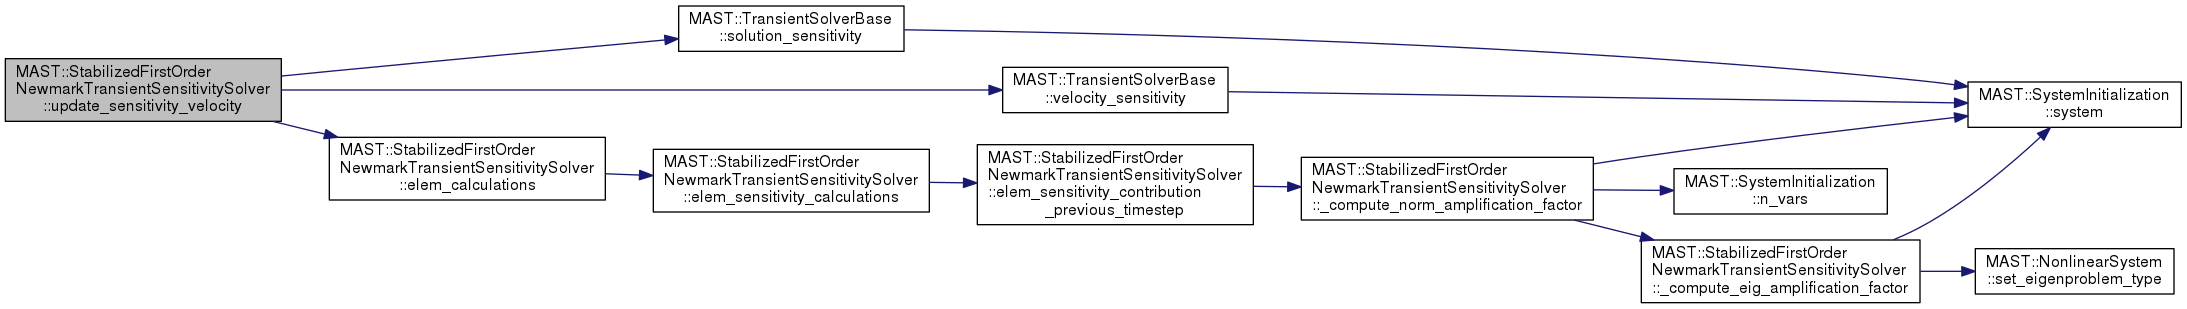 MAST::StabilizedFirstOrder
NewmarkTransientSensitivitySolver
::update_sensitivity_velocity
MAST::TransientSolverBase
::solution_sensitivity
MAST::TransientSolverBase
::velocity_sensitivity
MAST::SystemInitialization
::system
MAST::StabilizedFirstOrder
NewmarkTransientSensitivitySolver
::elem_calculations
MAST::StabilizedFirstOrder
NewmarkTransientSensitivitySolver
::elem_sensitivity_calculations
MAST::StabilizedFirstOrder
NewmarkTransientSensitivitySolver
::elem_sensitivity_contribution
_previous_timestep
MAST::StabilizedFirstOrder
NewmarkTransientSensitivitySolver
::_compute_norm_amplification_factor
MAST::SystemInitialization
::n_vars
MAST::StabilizedFirstOrder
NewmarkTransientSensitivitySolver
::_compute_eig_amplification_factor
MAST::NonlinearSystem
::set_eigenproblem_type